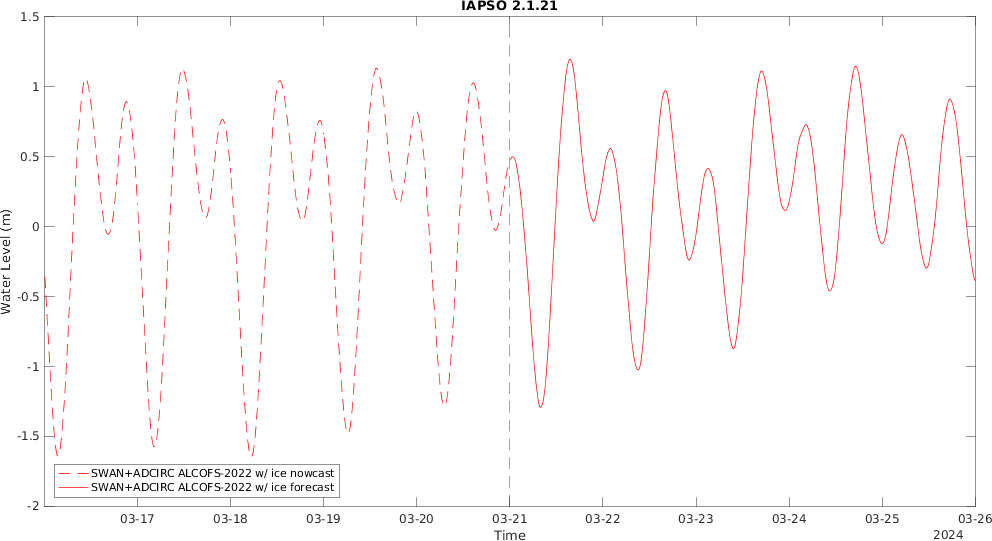 IAPSO 2.1.21
1.5
1
0.5
0
-0.5
-1
-1.5
-2
Water Level (m)
SWAN+ADCIRC ALCOFS-2022 w/ ice nowcast
SWAN+ADCIRC ALCOFS-2022 w/ ice forecast
03-17 03-18 03-19 03-20 03-21 03-22 03-23 03-24 03-25 03-26
Time
2024